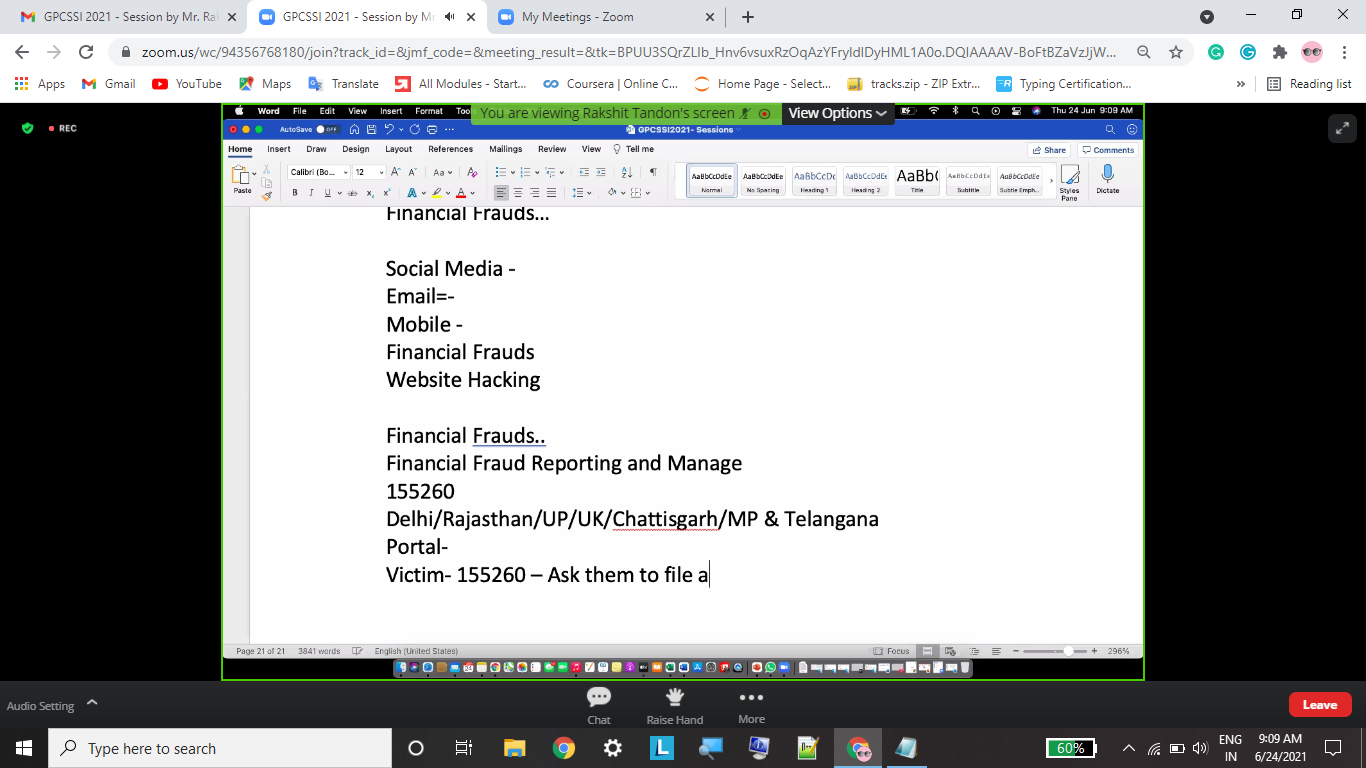 GPCSSI 2021 - Session by Mr. Ra
GPCSSI 2021 - Session by Mr
My Meetings - Zoom
zoom.us/wc/94356768180/join?track_id=&jmf_code=&meeting_result=&tk=
Apps
Gmail
YouTube
Maps
Translate
All Modules - Start...
Coursera | Online C...
Home Page - Select...
tracks.zip - ZIP Extr...
Typing Certification...
»
Reading list
REC
Word
File
Edit
View
Insert
Format
Too
You are viewing Rakshit Tandon's screen
View Options
Thu 24 Jun 9:09 AM
AutoSave
OFF
GPCSSI2021- Sessions
Home
Insert
Draw
Design
Layout
References
Mailings
Review
View
Tell me
Share
Comments
Paste
Calibri (Bo...
12
AaBbCcDdEe
Normal
AaBbCcDdEe
No Spacing
AaBbCcDc
Heading 1
AaBbCcDdEe
Heading 2
AaBb(
Title
AaBbCcDdEe
Subtitle
AaBbCcDdEe
Subtle Emph...
Styles
Pane
Dictate
Financial Frauds...
Social Media -
Email=-
Mobile -
Financial Frauds
Website Hacking
Financial Frauds..
Financial Fraud Reporting and Manage
155260
Delhi/Rajasthan/UP/UK/Chattisgarh/MP & Telangana
Portal-
Victim- 155260 – Ask them to file a
Page 21 of 21
3841 words
English (United States)
Focus
296%
Audio Setting
Chat
Raise Hand
More
Leave
Type here to search
60%
ENG
IN
9:09 AM
6/24/2021